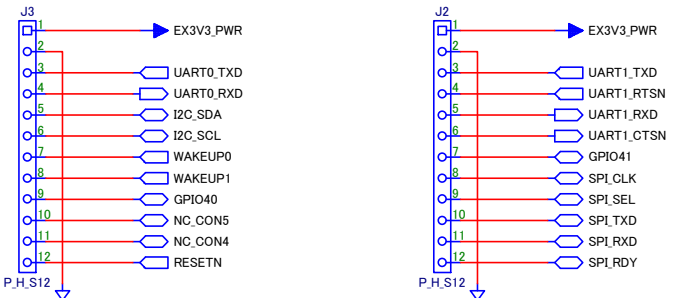 J3
1 EX3V3_PWR
2
3 UART0_TXD
4 UART0_RXD
5 I2C_SDA
6 I2C_SCL
7 WAKEUP0
8 WAKEUP1
9 GPIO40
10 NC_CON5
11 NC_CON4
12 RESETN
P_H_S12
J2
1 EX3V3_PWR
2
3 UART1_TXD
4 UART1_RTSN
5 UART1_RXD
6 UART1_CTSN
7 GPIO41
8 SPI_CLK
9 SPI_SEL
10 SPI_TXD
11 SPI_RXD
12 SPI_RDY
P_H_S12